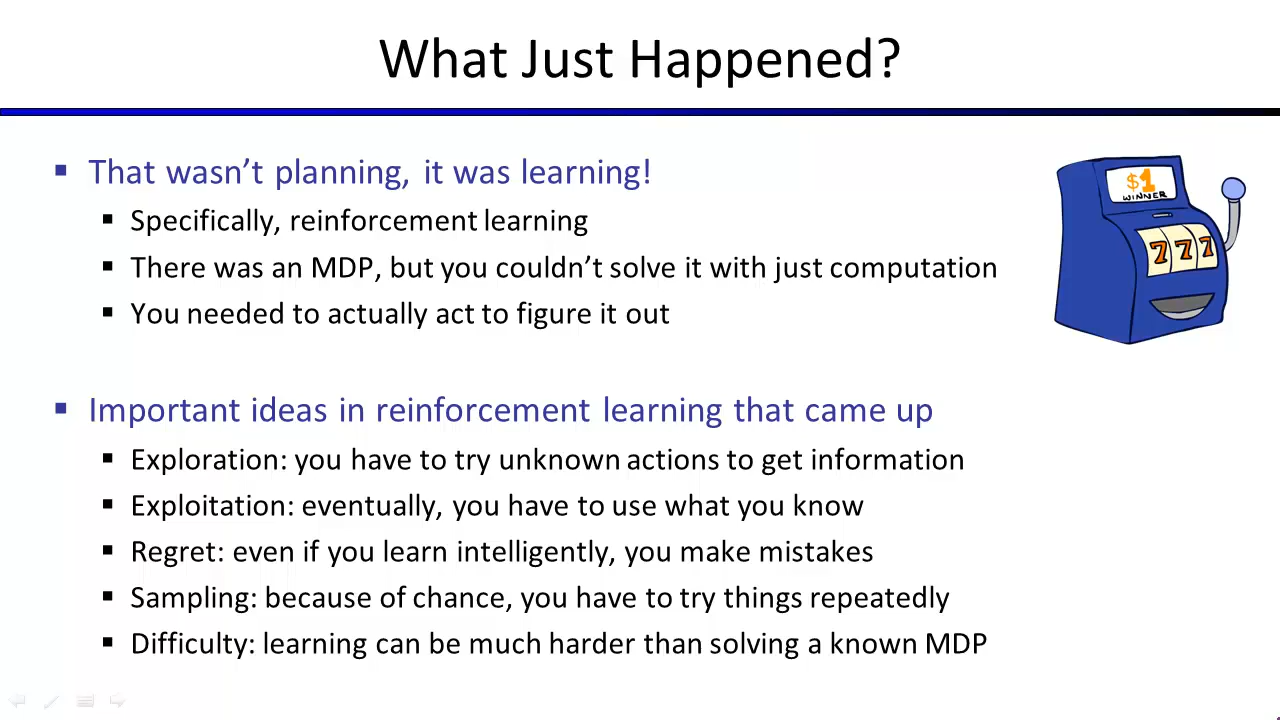 What Just Happened?
That wasn’t planning, it was learning!
Specifically, reinforcement learning
There was an MDP, but you couldn’t solve it with just computation
You needed to actually act to figure it out
$1
WINNER
777
Important ideas in reinforcement learning that came up
Exploration: you have to try unknown actions to get information
Exploitation: eventually, you have to use what you know
Regret: even if you learn intelligently, you make mistakes
Sampling: because of chance, you have to try things repeatedly
Difficulty: learning can be much harder than solving a known MDP